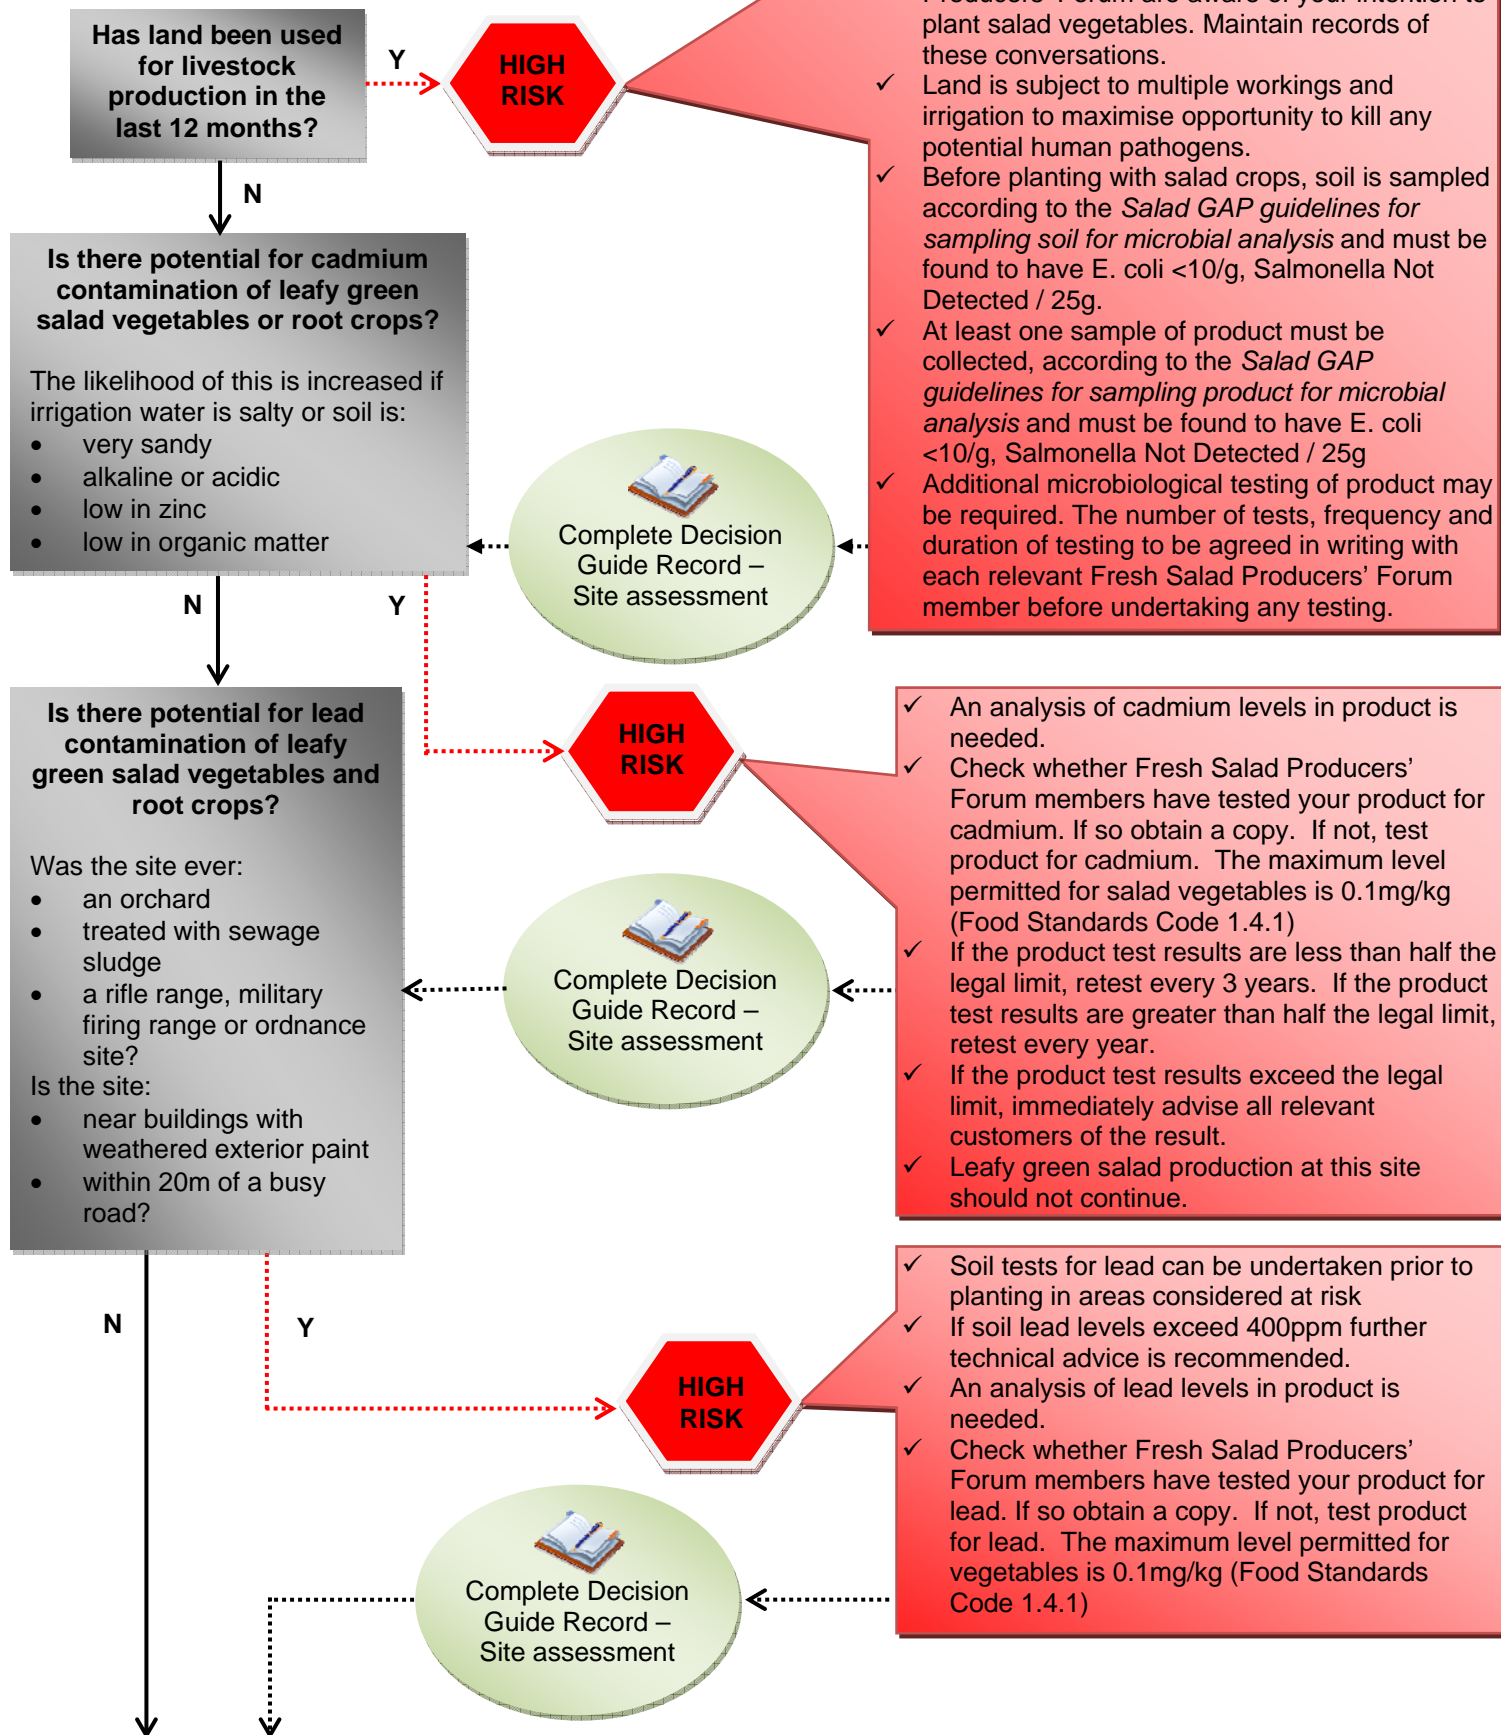 Has land been used
for livestock
production in the
last 12 months?
Y
HIGH
RISK
Producers' Forum are aware of your intention to
plant salad vegetables. Maintain records of
these conversations.
✓ Land is subject to multiple workings and
irrigation to maximise opportunity to kill any
potential human pathogens.
✓ Before planting with salad crops, soil is sampled
according to the Salad GAP guidelines for
sampling soil for microbial analysis and must be
found to have E. coli <10/g, Salmonella Not
Detected / 25g.
✓ At least one sample of product must be
collected, according to the Salad GAP
guidelines for sampling product for microbial
analysis and must be found to have E. coli
<10/g, Salmonella Not Detected / 25g
✓ Additional microbiological testing of product may
be required. The number of tests, frequency and
duration of testing to be agreed in writing with
each relevant Fresh Salad Producers' Forum
member before undertaking any testing.
N
Is there potential for cadmium
contamination of leafy green
salad vegetables or root crops?
The likelihood of this is increased if
irrigation water is salty or soil is:
• very sandy
• alkaline or acidic
• low in zinc
• low in organic matter
Complete Decision
Guide Record –
Site assessment
N
Y
HIGH
RISK
✓ An analysis of cadmium levels in product is
needed.
✓ Check whether Fresh Salad Producers'
Forum members have tested your product for
cadmium. If so obtain a copy. If not, test
product for cadmium. The maximum level
permitted for salad vegetables is 0.1mg/kg
(Food Standards Code 1.4.1)
✓ If the product test results are less than half the
legal limit, retest every 3 years. If the product
test results are greater than half the legal limit,
retest every year.
✓ If the product test results exceed the legal
limit, immediately advise all relevant
customers of the result.
✓ Leafy green salad production at this site
should not continue.
Is there potential for lead
contamination of leafy
green salad vegetables and
root crops?
Was the site ever:
• an orchard
• treated with sewage
sludge
• a rifle range, military
firing range or ordnance
site?
Is the site:
• near buildings with
weathered exterior paint
• within 20m of a busy
road?
Complete Decision
Guide Record –
Site assessment
N
Y
HIGH
RISK
✓ Soil tests for lead can be undertaken prior to
planting in areas considered at risk
✓ If soil lead levels exceed 400ppm further
technical advice is recommended.
✓ An analysis of lead levels in product is
needed.
✓ Check whether Fresh Salad Producers'
Forum members have tested your product for
lead. If so obtain a copy. If not, test product
for lead. The maximum level permitted for
vegetables is 0.1mg/kg (Food Standards
Code 1.4.1)
Complete Decision
Guide Record –
Site assessment